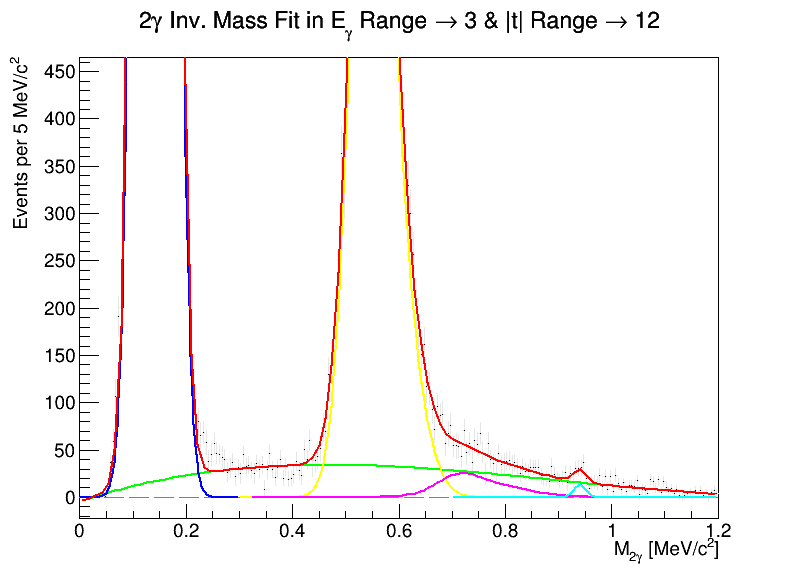 2γ Inv. Mass Fit in Eγ Range → 3 & |t| Range → 12
Events per 5 MeV/c²
450
400
350
300
250
200
150
100
50
0
0 0.2 0.4 0.6 0.8 1 1.2
M2γ [MeV/c²]